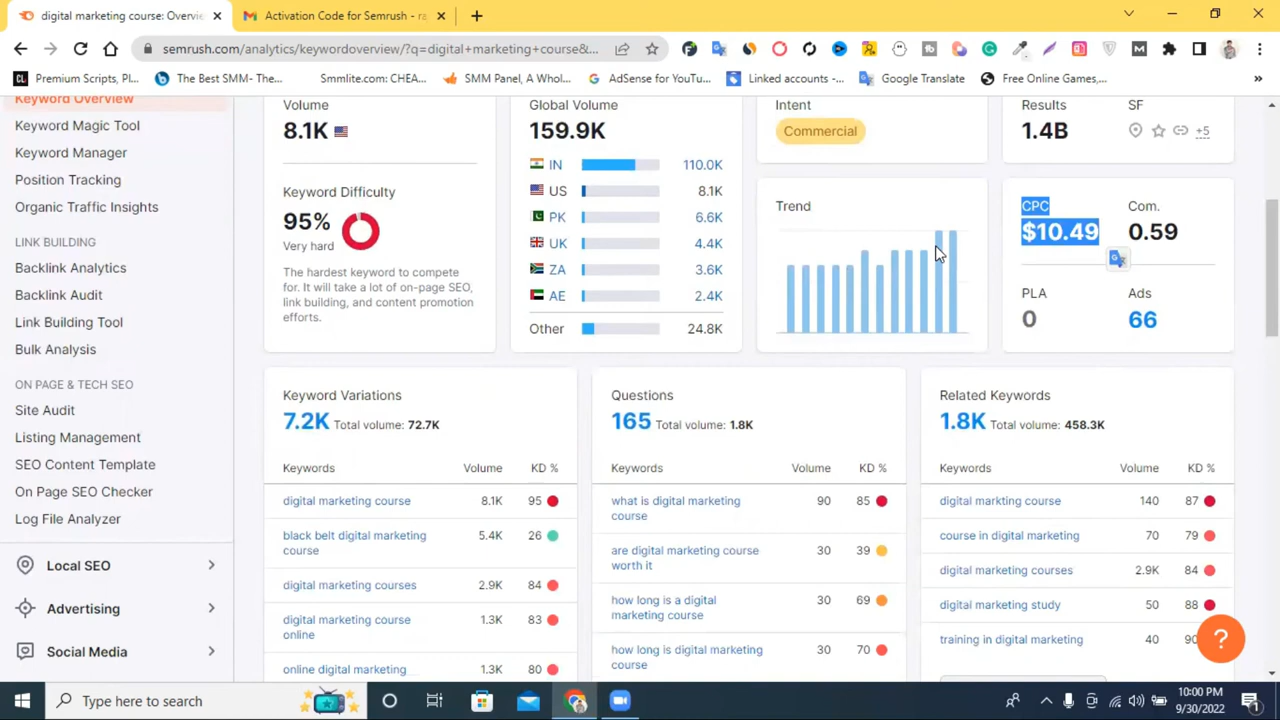 digital marketing course: Overvie
Activation Code for Semrush - ra
semrush.com/analytics/keywordoverview/?q=digital+marketing+course&...
Premium Scripts, Pl...
The Best SMM- The...
Smmlite.com: CHEA...
SMM Panel, A Whol...
AdSense for YouTu...
Linked accounts -...
Google Translate
Free Online Games,...
»
Keyword Overview
Keyword Magic Tool
Keyword Manager
Position Tracking
Organic Traffic Insights
LINK BUILDING
Backlink Analytics
Backlink Audit
Link Building Tool
Bulk Analysis
ON PAGE & TECH SEO
Site Audit
Listing Management
SEO Content Template
On Page SEO Checker
Log File Analyzer
Local SEO
Advertising
Social Media
Volume
8.1K
Keyword Difficulty
95%
Very hard
The hardest keyword to compete
for. It will take a lot of on-page SEO,
link building, and content promotion
efforts.
Global Volume
159.9K
IN 110.0K
US 8.1K
PK 6.6K
UK 4.4K
ZA 3.6K
AE 2.4K
Other 24.8K
Intent
Commercial
Trend
Results SF
1.4B +5
CPC Com.
$10.49 0.59
PLA Ads
0 66
Keyword Variations
7.2K Total volume: 72.7K
Keywords Volume KD %
digital marketing course 8.1K 95
black belt digital marketing 5.4K 26
course
digital marketing courses 2.9K 84
digital marketing course 1.3K 83
online
online digital marketing 1.3K 80
Questions
165 Total volume: 1.8K
Keywords Volume KD %
what is digital marketing 90 85
course
are digital marketing course 30 39
worth it
how long is a digital 30 69
marketing course
how long is digital marketing 30 70
course
Related Keywords
1.8K Total volume: 458.3K
Keywords Volume KD %
digital markting course 140 87
course in digital marketing 70 79
digital marketing courses 2.9K 84
digital marketing study 50 88
training in digital marketing 40 90
?
Type here to search
10:00 PM
9/30/2022
1